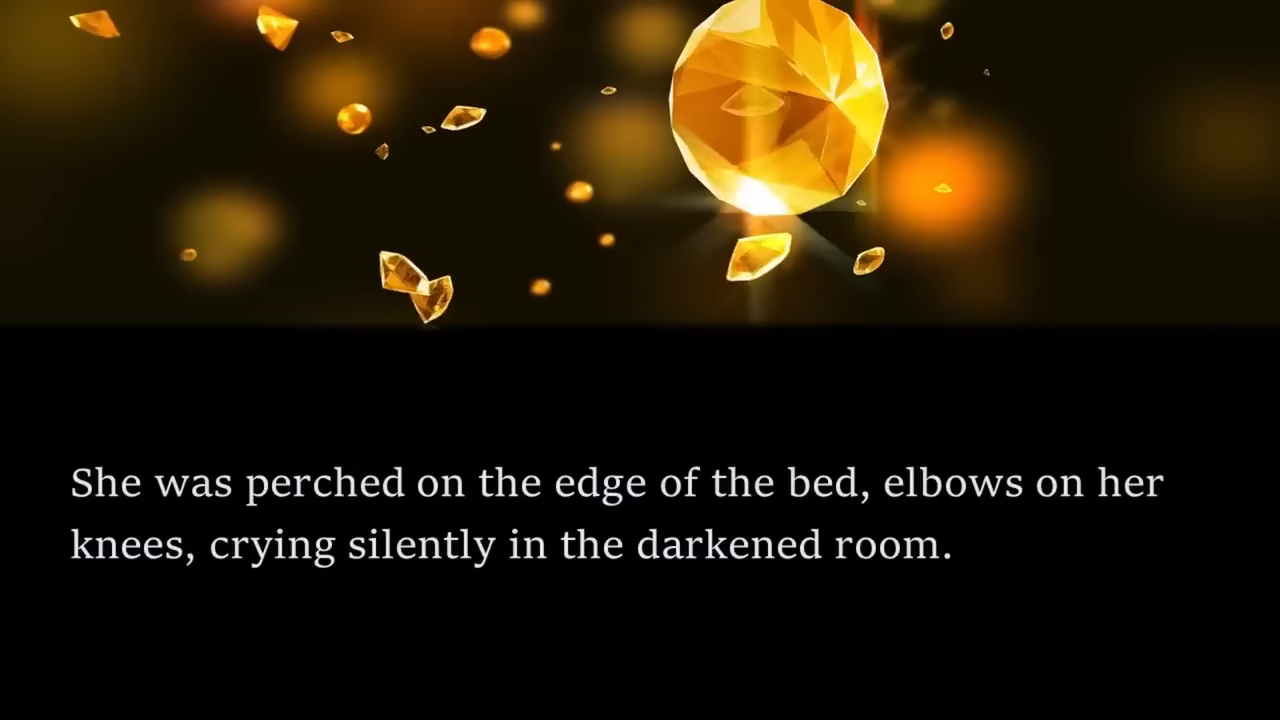 She was perched on the edge of the bed, elbows on her
knees, crying silently in the darkened room.